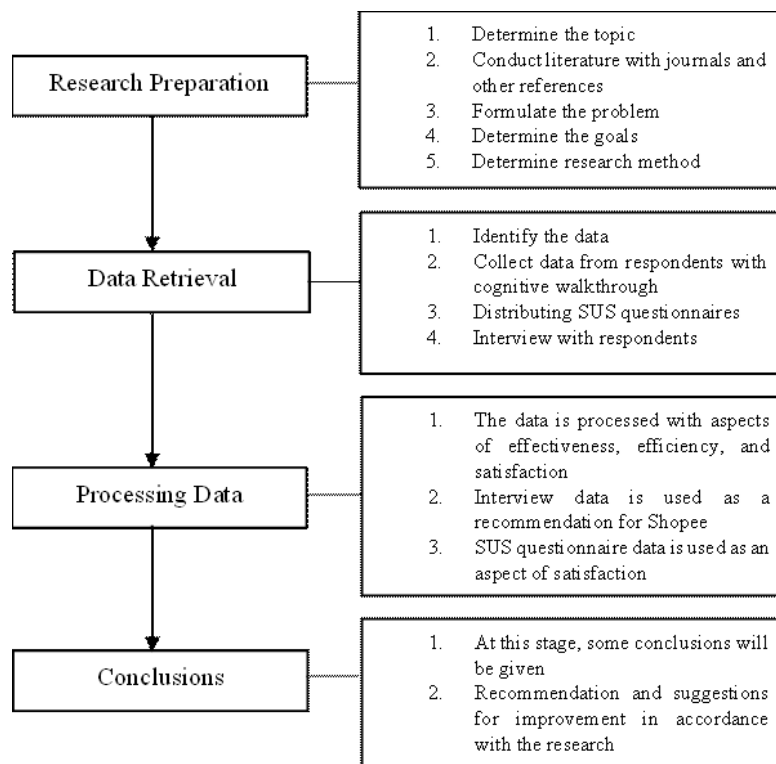 Research Preparation
1. Determine the topic
2. Conduct literature with journals and
other references
3. Formulate the problem
4. Determine the goals
5. Determine research method
Data Retrieval
1. Identify the data
2. Collect data from respondents with
cognitive walkthrough
3. Distributing SUS questionnaires
4. Interview with respondents
Processing Data
1. The data is processed with aspects
of effectiveness, efficiency, and
satisfaction
2. Interview data is used as a
recommendation for Shopee
3. SUS questionnaire data is used as an
aspect of satisfaction
Conclusions
1. At this stage, some conclusions will
be given
2. Recommendation and suggestions
for improvement in accordance
with the research